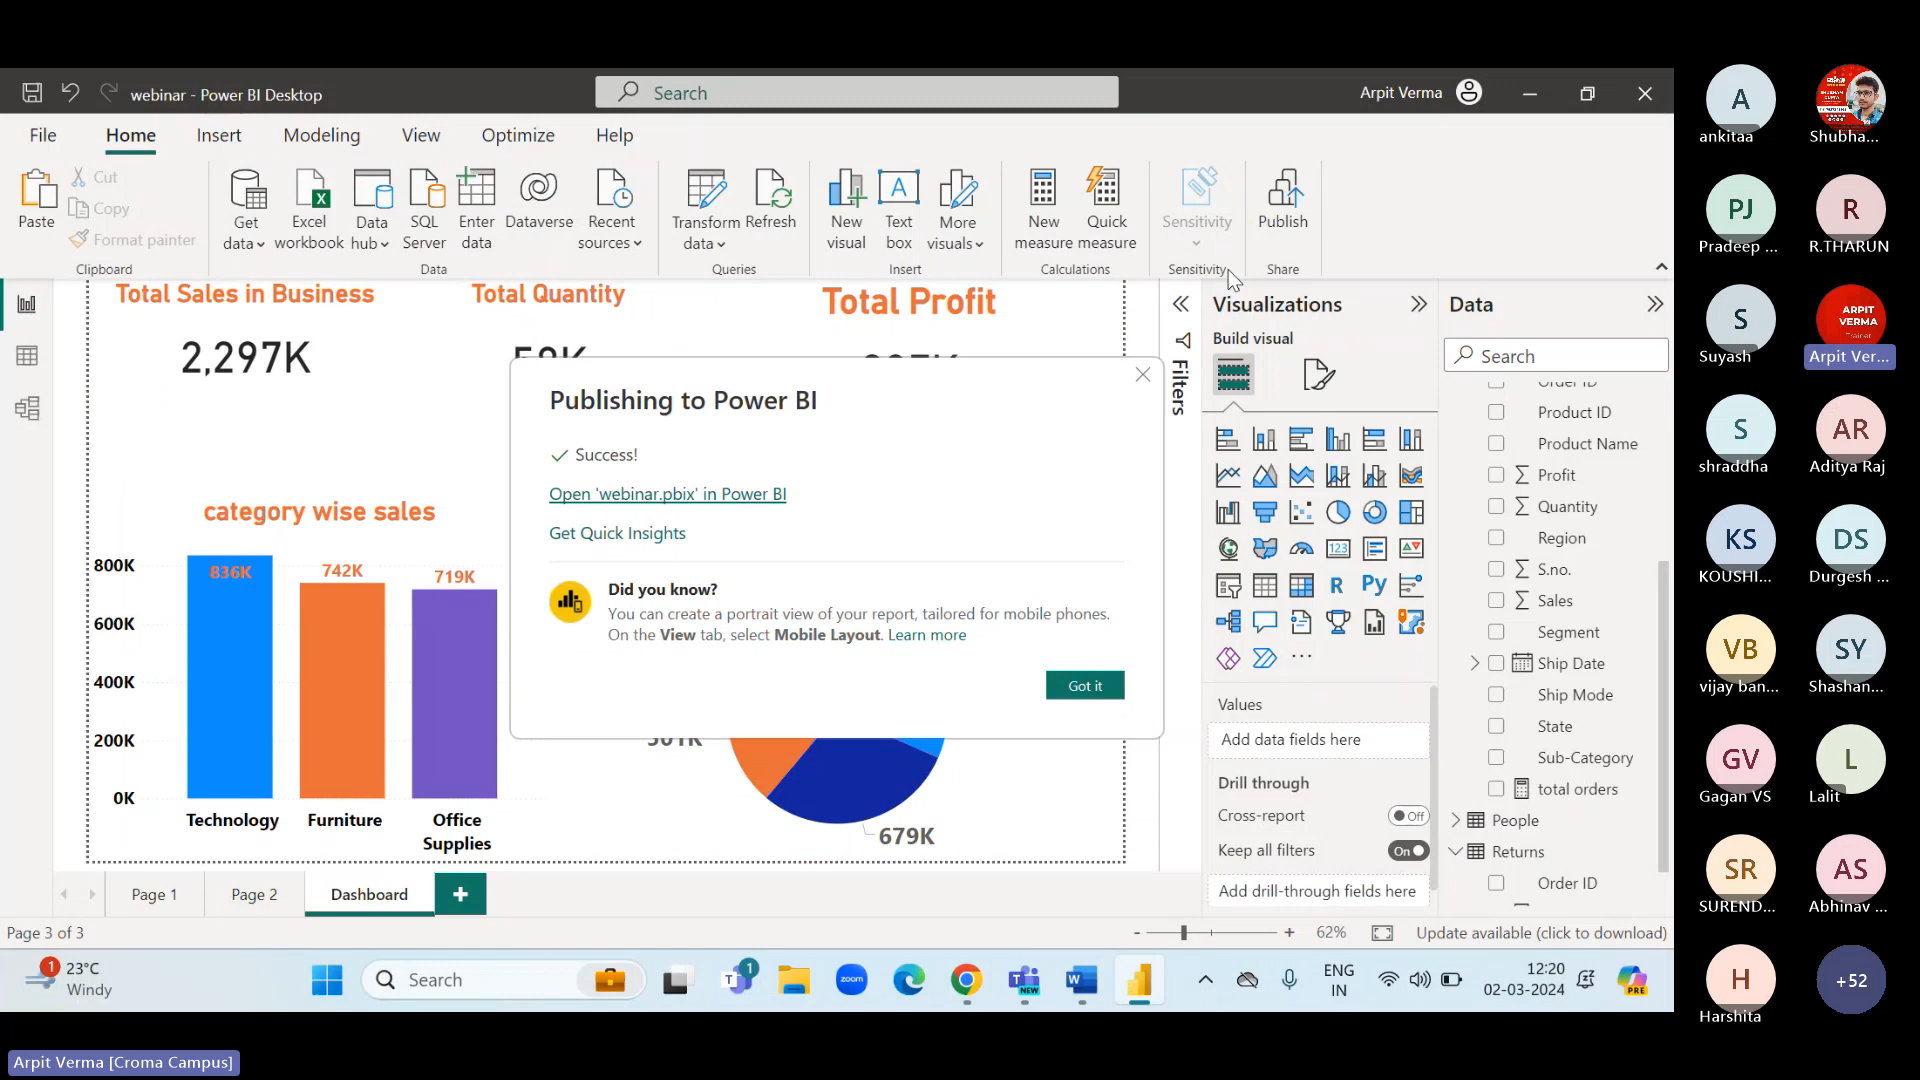 webinar - Power BI Desktop
Search
Arpit Verma
File
Home
Insert
Modeling
View
Optimize
Help
Paste
Cut
Copy
Format painter
Clipboard
Get data
Excel workbook
Data hub
SQL Server
Enter data
Dataverse
Recent sources
Data
Transform data
Refresh
Queries
New visual
Text box
More visuals
Insert
New measure
Quick measure
Calculations
Sensitivity
Sensitivity
Publish
Share
Total Sales in Business
Total Quantity
Total Profit
2,297K
Publishing to Power BI
Success!
Open 'webinar.pbix' in Power BI
Get Quick Insights
Did you know?
You can create a portrait view of your report, tailored for mobile phones.
On the View tab, select Mobile Layout. Learn more
Got it
category wise sales
800K
600K
400K
200K
0K
836K
742K
719K
Technology
Furniture
Office
Supplies
679K
Filters
Visualizations
Build visual
123
R
Py
Values
Add data fields here
Drill through
Cross-report
Off
Keep all filters
On
Add drill-through fields here
Data
Search
Order ID
Product ID
Product Name
Profit
Quantity
Region
S.no.
Sales
Segment
Ship Date
Ship Mode
State
Sub-Category
total orders
People
Returns
Order ID
Page 1
Page 2
Dashboard
Page 3 of 3
62%
Update available (click to download)
1
23°C
Windy
Search
1
zoom
NEW
ENG
IN
12:20
02-03-2024
PRE
A
ankitaa
Shubha...
PJ
Pradeep ...
R
R.THARUN
S
Suyash
ARPIT
VERMA
Trainer
Arpit Ver...
S
shraddha
AR
Aditya Raj
KS
KOUSHI...
DS
Durgesh ...
VB
vijay ban...
SY
Shashan...
GV
Gagan VS
L
Lalit
SR
SUREND...
AS
Abhinav ...
H
Harshita
+52
Arpit Verma [Croma Campus]